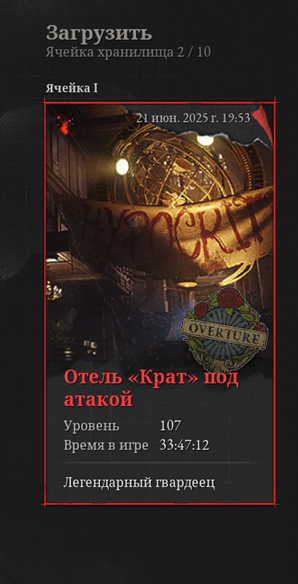 Загрузить
Ячейка хранилища 2 / 10
Ячейка I
21 июн. 2025 г. 19:53
HYPOCRITE
OVERTURE
Отель «Крат» под
атакой
Уровень 107
Время в игре 33:47:12
Легендарный гвардеец